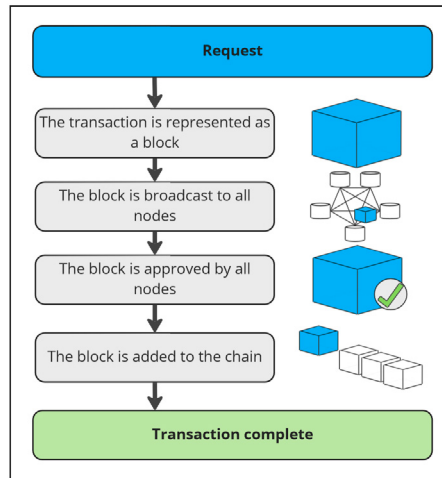 Request
The transaction is represented as
a block
The block is broadcast to all
nodes
The block is approved by all
nodes
The block is added to the chain
Transaction complete